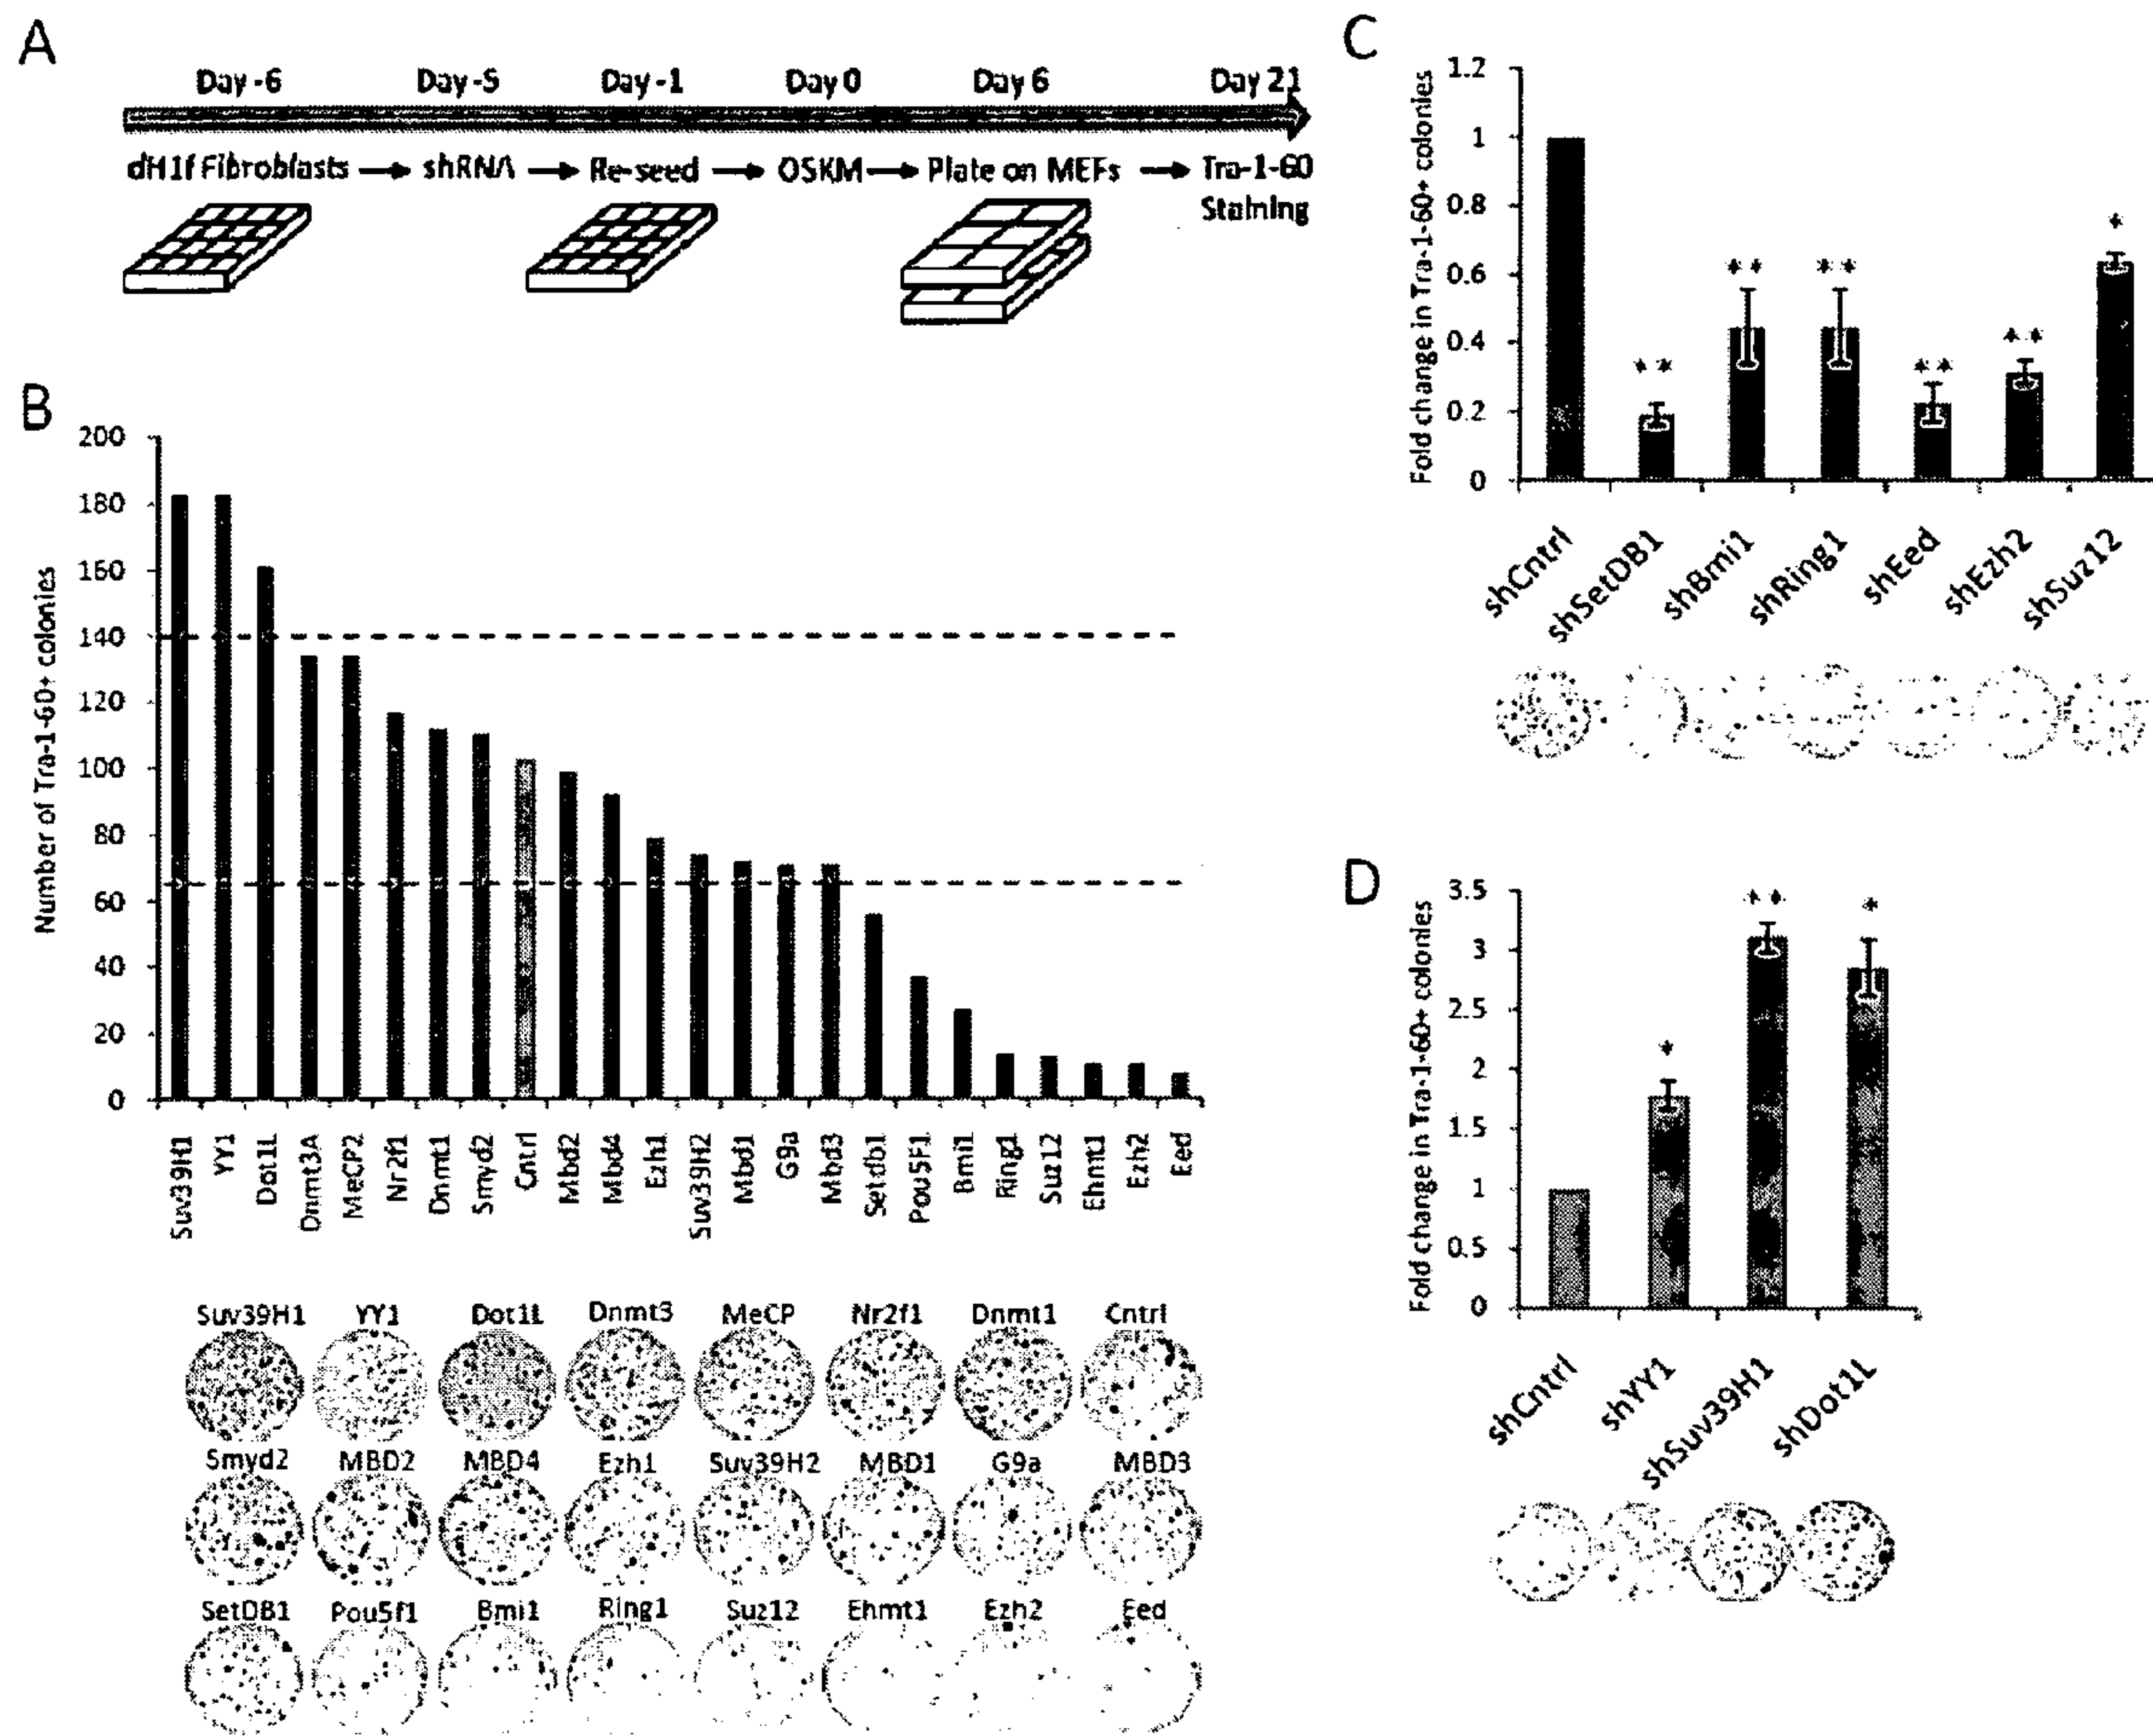 A
Day -6 Day -5 Day -1 Day 0 Day 6 Day 21
dH1f Fibroblasts → shRNA → Re-seed → OSKM → Plate on MEFs → Tra-1-60
Staining
B
Number of Tra-1-60+ colonies
200
180
160
140
120
100
80
60
40
20
0
Suv39H1 YY1 Dot1L Dnmt3A MeCP2 Nr2f1 Dnmt1 Smyd2 Cntrl Mbd2 Mbd4 Ezh1 Suv39H2 Mbd1 G9a Mbd3 Setdb1 Pou5F1 Bmi1 Ring1 Suz12 Ehmt1 Ezh2 Eed
Suv39H1 YY1 Dot1L Dnmt3 MeCP Nr2f1 Dnmt1 Cntrl
Smyd2 MBD2 MBD4 Ezh1 Suv39H2 MBD1 G9a MBD3
SetDB1 Pou5f1 Bmi1 Ring1 Suz12 Ehmt1 Ezh2 Eed
C
Fold change in Tra-1-60+ colonies
1.2
1
0.8
0.6
0.4
0.2
0
** ** ** ** ** *
shCntrl shSetDB1 shBmi1 shRing1 shEed shEzh2 shSuz12
D
Fold change in Tra-1-60+ colonies
3.5
3
2.5
2
1.5
1
0.5
0
* ** *
shCntrl shYY1 shSuv39H1 shDot1L